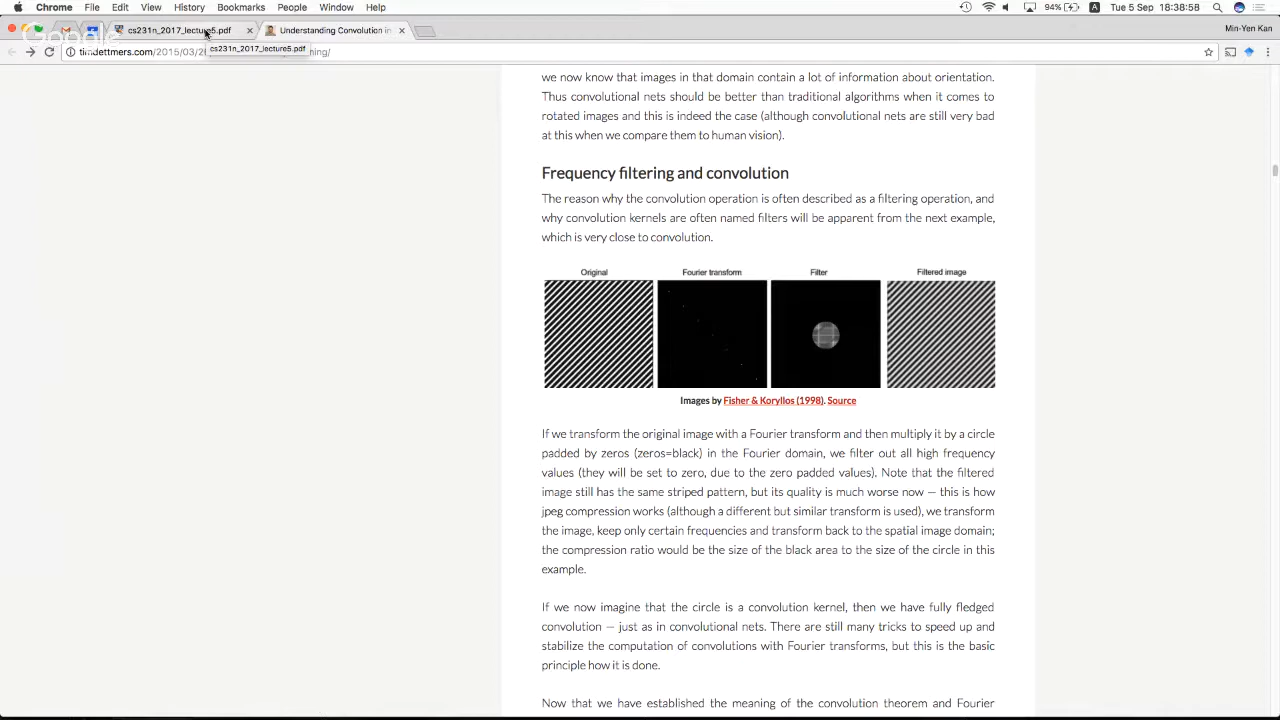 Chrome File Edit View History Bookmarks People Window Help 94% A Tue 5 Sep 18:38:58
cs231n_2017_lecture5.pdf Understanding Convolution in Min-Yen Kan
cs231n_2017_lecture5.pdf
Google
we now know that images in that domain contain a lot of information about orientation.
Thus convolutional nets should be better than traditional algorithms when it comes to
rotated images and this is indeed the case (although convolutional nets are still very bad
at this when we compare them to human vision).
Frequency filtering and convolution
The reason why the convolution operation is often described as a filtering operation, and
why convolution kernels are often named filters will be apparent from the next example,
which is very close to convolution.
Original Fourier transform Filter Filtered image
Images by Fisher & Koryllos (1998). Source
If we transform the original image with a Fourier transform and then multiply it by a circle
padded by zeros (zeros=black) in the Fourier domain, we filter out all high frequency
values (they will be set to zero, due to the zero padded values). Note that the filtered
image still has the same striped pattern, but its quality is much worse now — this is how
jpeg compression works (although a different but similar transform is used), we transform
the image, keep only certain frequencies and transform back to the spatial image domain;
the compression ratio would be the size of the black area to the size of the circle in this
example.
If we now imagine that the circle is a convolution kernel, then we have fully fledged
convolution — just as in convolutional nets. There are still many tricks to speed up and
stabilize the computation of convolutions with Fourier transforms, but this is the basic
principle how it is done.
Now that we have established the meaning of the convolution theorem and Fourier